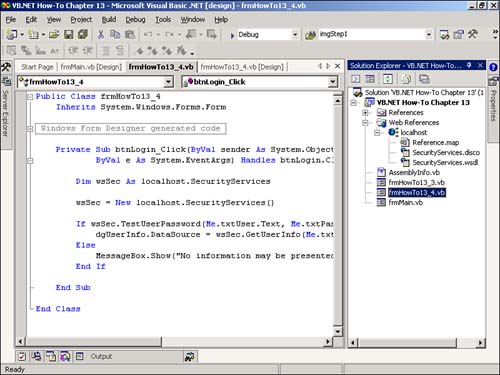 VB.NET How-To Chapter 13 - Microsoft Visual Basic .NET [design] - frmHowTo13_4.vb
File Edit View Project Build Debug Tools Window Help
Debug
imgStep1
Start Page frmMain.vb [Design] frmHowTo13_4.vb frmHowTo13_4.vb [Design]
frmHowTo13_4
btnLogin_Click
Server Explorer
Public Class frmHowTo13_4
Inherits System.Windows.Forms.Form
Windows Form Designer generated code
Private Sub btnLogin_Click(ByVal sender As System.Object
ByVal e As System.EventArgs) Handles btnLogin.Cl
Dim wsSec As localhost.SecurityServices
wsSec = New localhost.SecurityServices()
If wsSec.TestUserPassword(Me.txtUser.Text, Me.txtPas
dgUserInfo.DataSource = wsSec.GetUserInfo(Me.txt
Else
MessageBox.Show("No information may be presented
End If
End Sub
End Class
Solution Explorer - VB.NET How-To...
Solution 'VB.NET How-To Chapter 13' (1
VB.NET How-To Chapter 13
References
Web References
localhost
Reference.map
SecurityServices.disco
SecurityServices.wsdl
AssemblyInfo.vb
frmHowTo13_3.vb
frmHowTo13_4.vb
frmMain.vb
Properties
Output
Ready